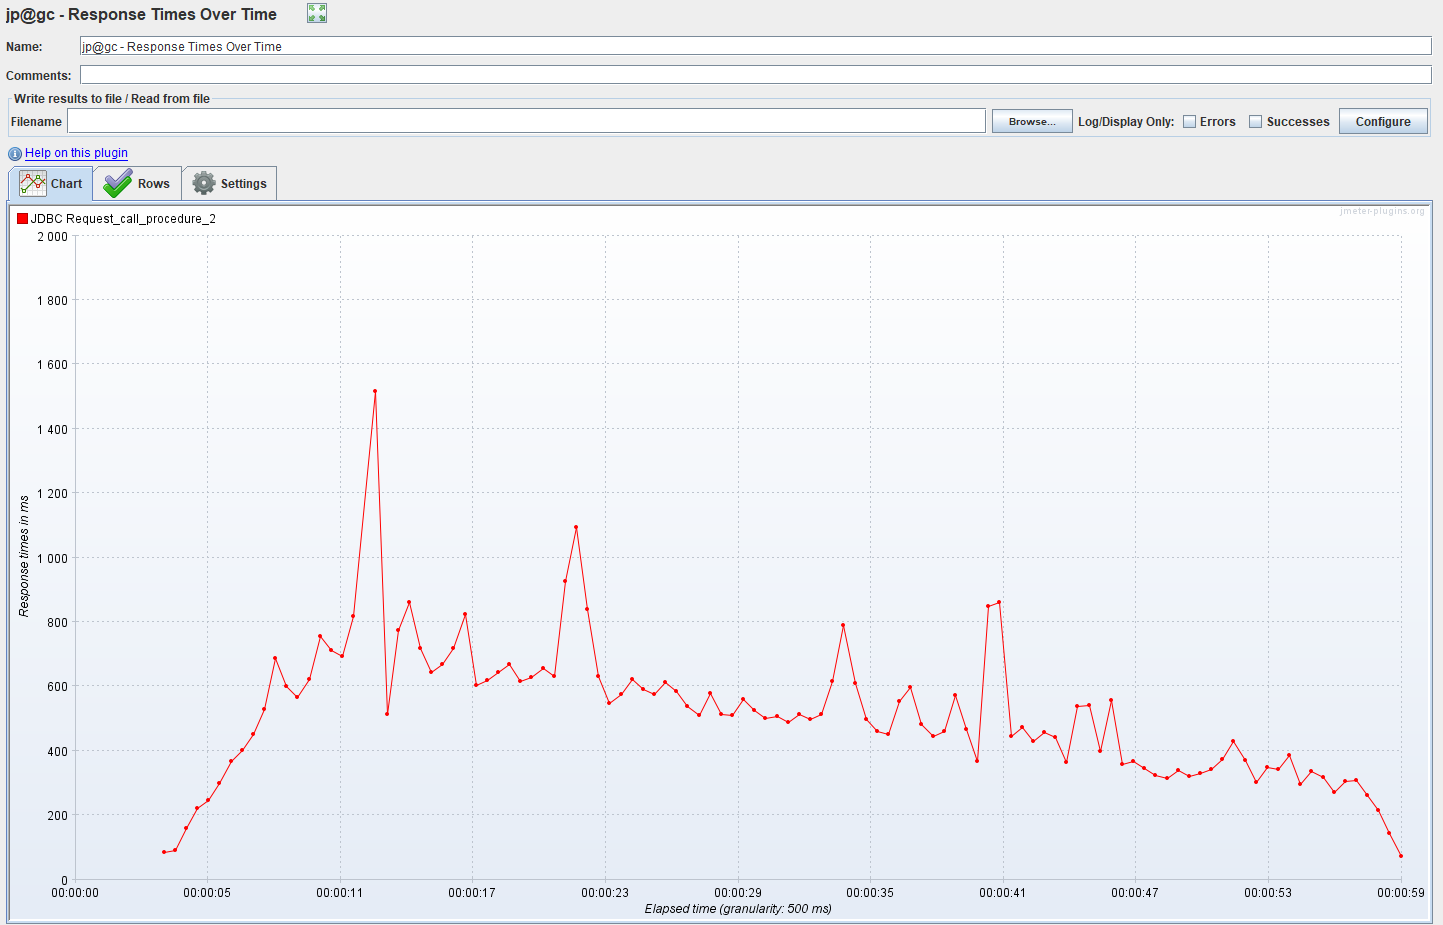 jp@gc - Response Times Over Time
Name: jp@gc - Response Times Over Time
Comments:
Write results to file / Read from file
Filename Browse... Log/Display Only: Errors Successes Configure
Help on this plugin
Chart Rows Settings
JDBC Request_call_procedure_2
jmeter-plugins.org
2 000
1 800
1 600
1 400
1 200
1 000
800
600
400
200
0
Response times in ms
00:00:00 00:00:05 00:00:11 00:00:17 00:00:23 00:00:29 00:00:35 00:00:41 00:00:47 00:00:53 00:00:59
Elapsed time (granularity: 500 ms)